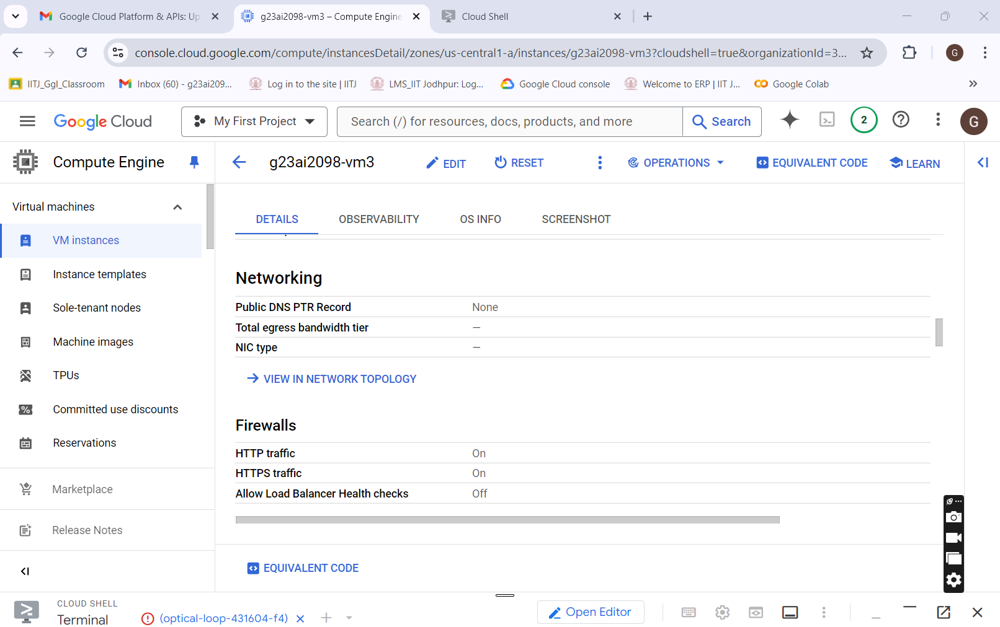 Google Cloud Platform & APIs: Up
g23ai2098-vm3 – Compute Engine
Cloud Shell
console.cloud.google.com/compute/instancesDetail/zones/us-central1-a/instances/g23ai2098-vm3?cloudshell=true&organizationId=3...
G
IITJ_Ggl_Classroom
Inbox (60) - g23ai209...
Log in to the site | IITJ
LMS_IIT Jodhpur: Log...
Google Cloud console
Welcome to ERP | IIT J...
Google Colab
Google Cloud
My First Project
Search (/) for resources, docs, products, and more
Search
2
G
Compute Engine
g23ai2098-vm3
EDIT
RESET
OPERATIONS
EQUIVALENT CODE
LEARN
Virtual machines
VM instances
Instance templates
Sole-tenant nodes
Machine images
TPUs
Committed use discounts
Reservations
Marketplace
Release Notes
DETAILS
OBSERVABILITY
OS INFO
SCREENSHOT
Networking
Public DNS PTR Record None
Total egress bandwidth tier —
NIC type —
VIEW IN NETWORK TOPOLOGY
Firewalls
HTTP traffic On
HTTPS traffic On
Allow Load Balancer Health checks Off
EQUIVALENT CODE
CLOUD SHELL
Terminal
(optical-loop-431604-f4)
Open Editor